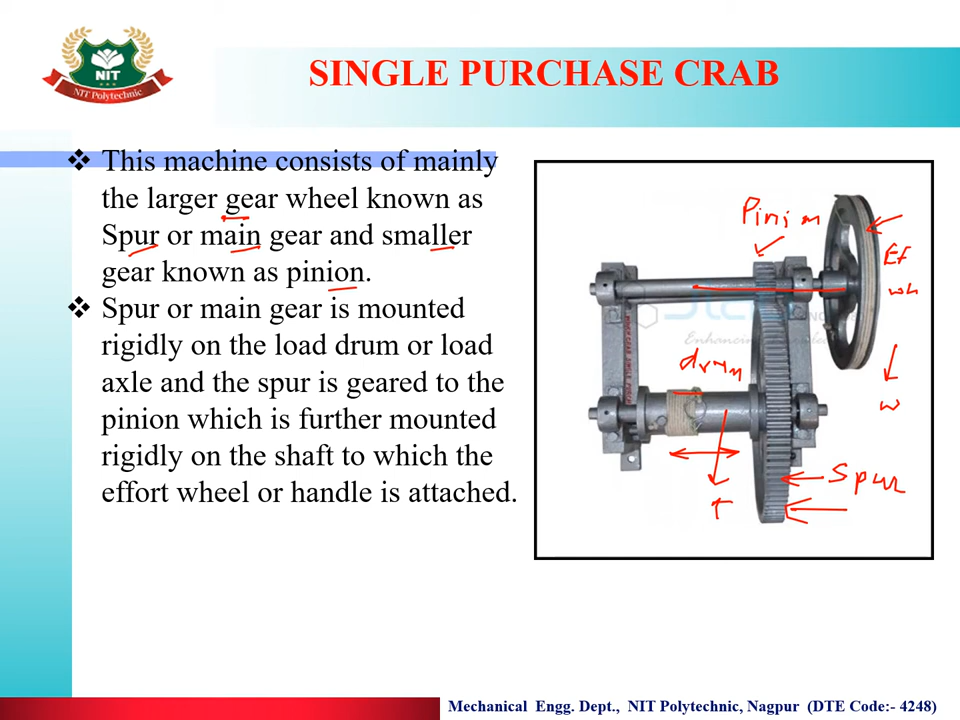 NIT
NIT Polytechnic
SINGLE PURCHASE CRAB
❖ This machine consists of mainly
the larger gear wheel known as
Spur or main gear and smaller
gear known as pinion.
❖ Spur or main gear is mounted
rigidly on the load drum or load
axle and the spur is geared to the
pinion which is further mounted
rigidly on the shaft to which the
effort wheel or handle is attached.
Pinion
Ef
wh
drum
w
Spur
Mechanical Engg. Dept., NIT Polytechnic, Nagpur (DTE Code:- 4248)